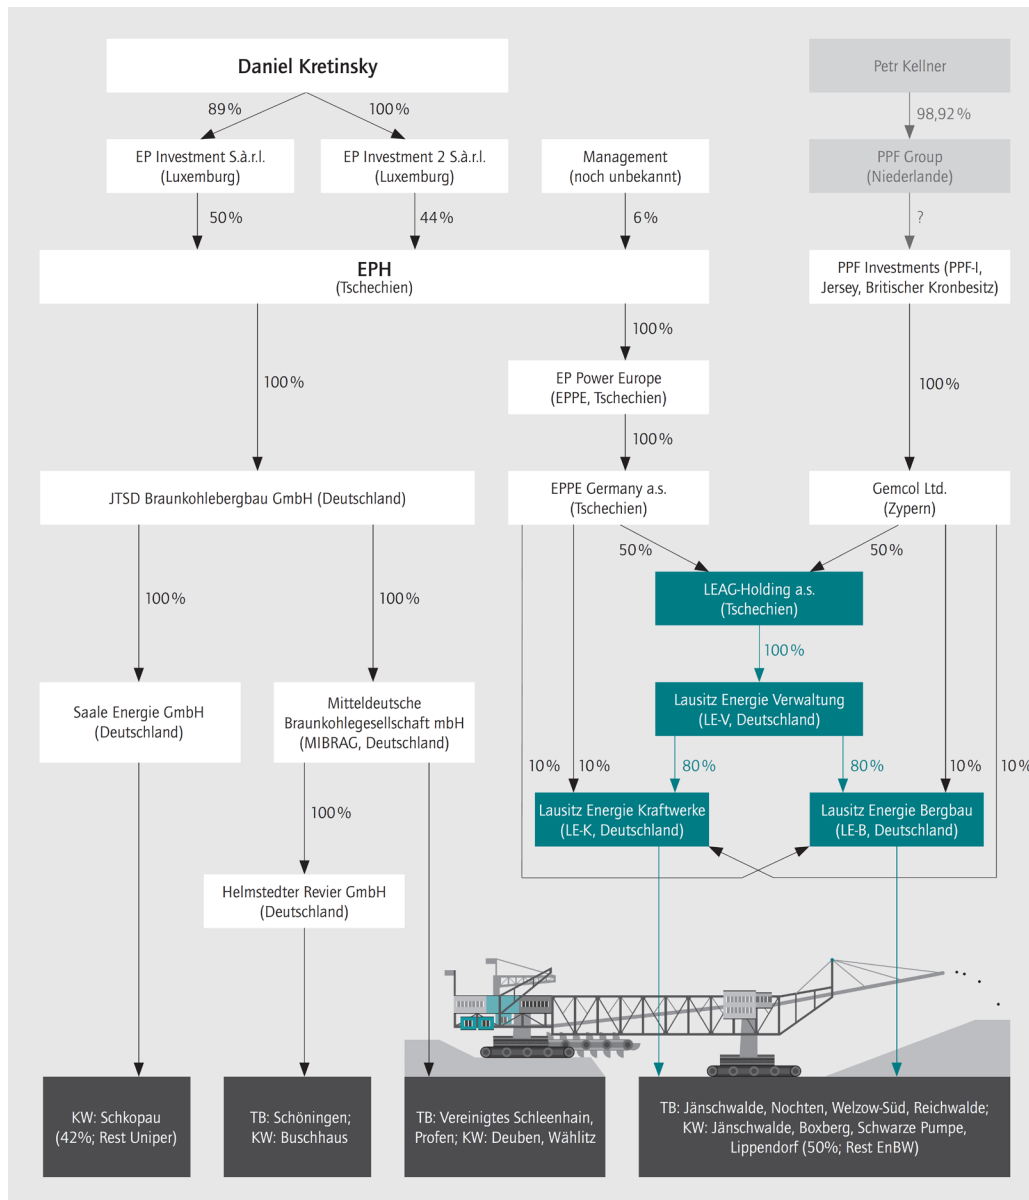 Daniel Kretinsky
Petr Kellner
89 %
100 %
98,92 %
EP Investment S.à.r.l.
(Luxemburg)
EP Investment 2 S.à.r.l.
(Luxemburg)
Management
(noch unbekannt)
PPF Group
(Niederlande)
50 %
44 %
6 %
?
EPH
(Tschechien)
PPF Investments (PPF-I,
Jersey, Britischer Kronbesitz)
100 %
100 %
100 %
EP Power Europe
(EPPE, Tschechien)
100 %
JTSD Braunkohlebergbau GmbH (Deutschland)
EPPE Germany a.s.
(Tschechien)
Gemcol Ltd.
(Zypern)
50 %
50 %
LEAG-Holding a.s.
(Tschechien)
100 %
100 %
100 %
Saale Energie GmbH
(Deutschland)
Mitteldeutsche
Braunkohlegesellschaft mbH
(MIBRAG, Deutschland)
Lausitz Energie Verwaltung
(LE-V, Deutschland)
10 %
10 %
80 %
80 %
10 %
10 %
Lausitz Energie Kraftwerke
(LE-K, Deutschland)
Lausitz Energie Bergbau
(LE-B, Deutschland)
100 %
Helmstedter Revier GmbH
(Deutschland)
KW: Schkopau
(42%; Rest Uniper)
TB: Schöningen;
KW: Buschhaus
TB: Vereinigtes Schleenhain,
Profen; KW: Deuben, Wählitz
TB: Jänschwalde, Nochten, Welzow-Süd, Reichwalde;
KW: Jänschwalde, Boxberg, Schwarze Pumpe,
Lippendorf (50%; Rest EnBW)